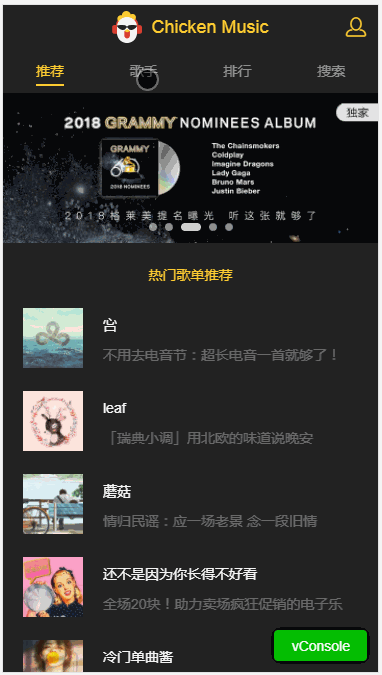 Chicken Music
推荐 歌手 排行 搜索
独家
2018 GRAMMY NOMINEES ALBUM
GRAMMY
2018 NOMINEES
The Chainsmokers
Coldplay
Imagine Dragons
Lady Gaga
Bruno Mars
Justin Bieber
2018格莱美提名曝光 听这张就够了
热门歌单推荐
峃
不用去电音节：超长电音一首就够了！
leaf
「瑞典小调」用北欧的味道说晚安
蘑菇
情归民谣：应一场老景 念一段旧情
还不是因为你长得不好看
全场20块！助力卖场疯狂促销的电子乐
冷门单曲酱
vConsole